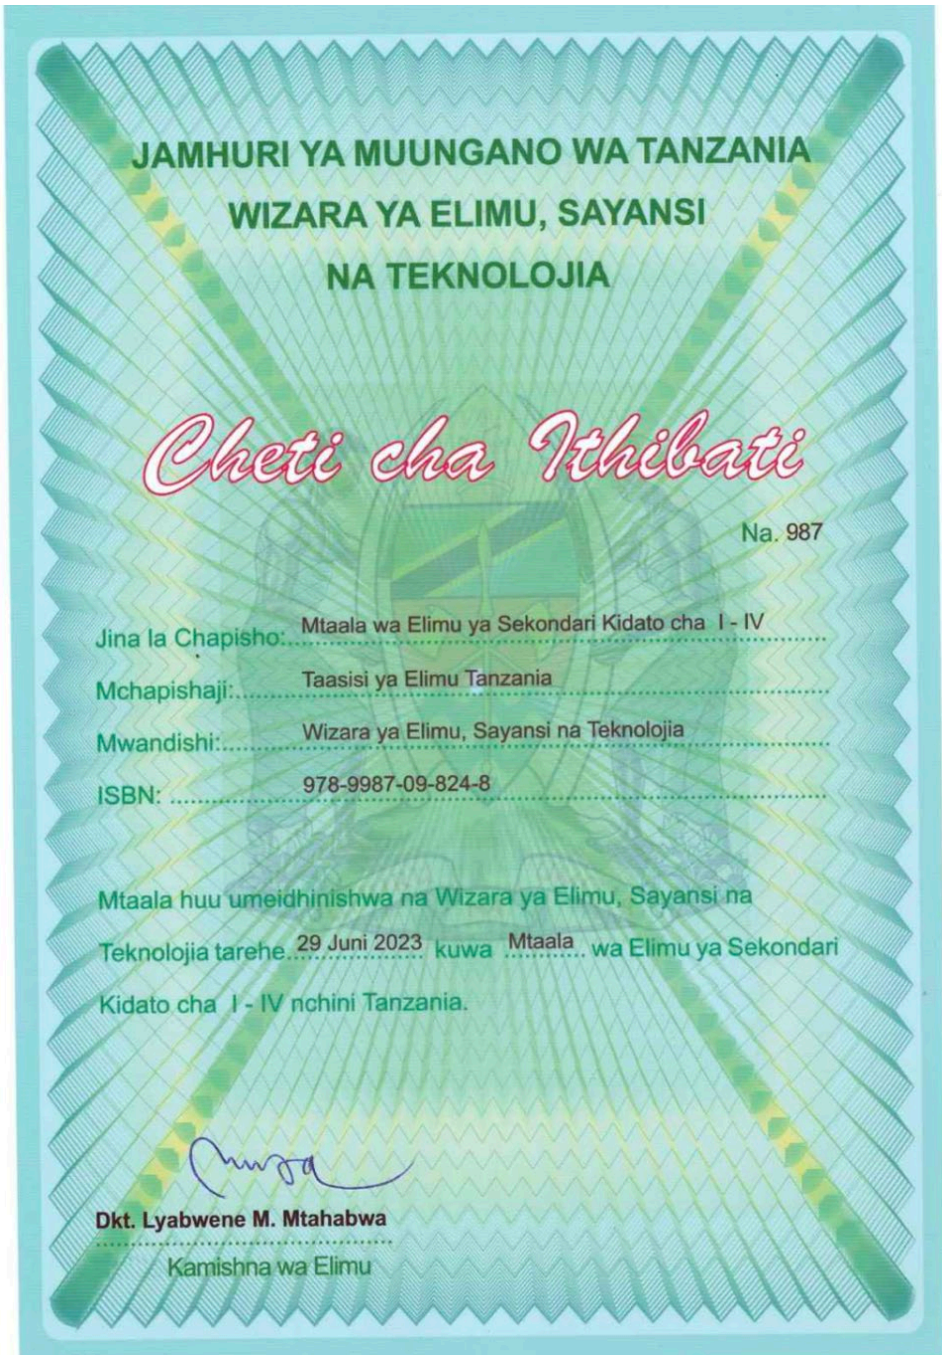 JAMHURI YA MUUNGANO WA TANZANIA
WIZARA YA ELIMU, SAYANSI
NA TEKNOLOJIA
Cheti cha Ithibati
Na. 987
Jina la Chapisho: Mtaala wa Elimu ya Sekondari Kidato cha I - IV
Mchapishaji: Taasisi ya Elimu Tanzania
Mwandishi: Wizara ya Elimu, Sayansi na Teknolojia
ISBN: 978-9987-09-824-8
Mtaala huu umeidhinishwa na Wizara ya Elimu, Sayansi na
Teknolojia tarehe 29 Juni 2023 kuwa Mtaala wa Elimu ya Sekondari
Kidato cha I - IV nchini Tanzania.
Dkt. Lyabwene M. Mtahabwa
Kamishna wa Elimu